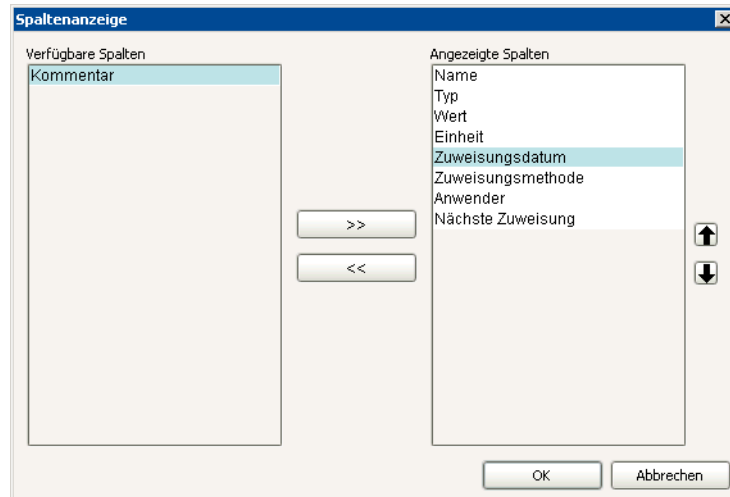 Spaltenanzeige
Verfügbare Spalten
Kommentar
>>
<<
Angezeigte Spalten
Name
Typ
Wert
Einheit
Zuweisungsdatum
Zuweisungsmethode
Anwender
Nächste Zuweisung
OK
Abbrechen